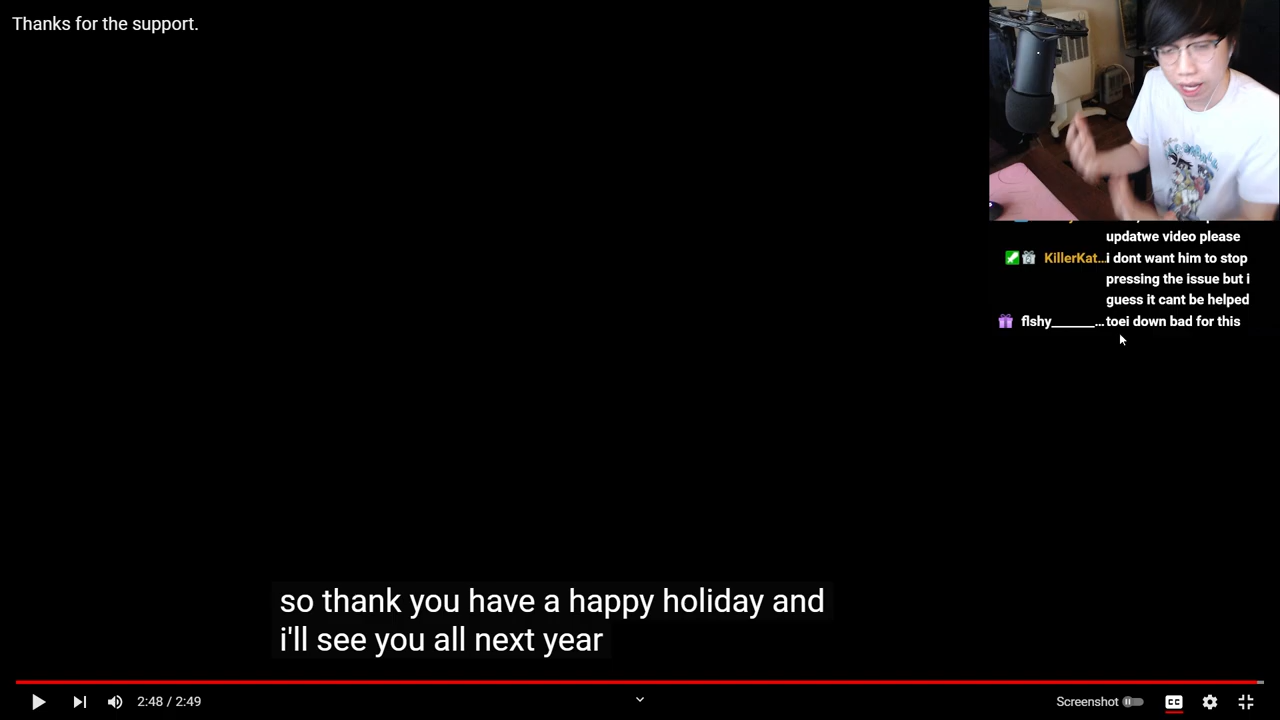 Thanks for the support.
updatwe video please
KillerKat... i dont want him to stop
pressing the issue but i
guess it cant be helped
flshy_______... toei down bad for this
so thank you have a happy holiday and
i'll see you all next year
2:48 / 2:49
Screenshot
CC